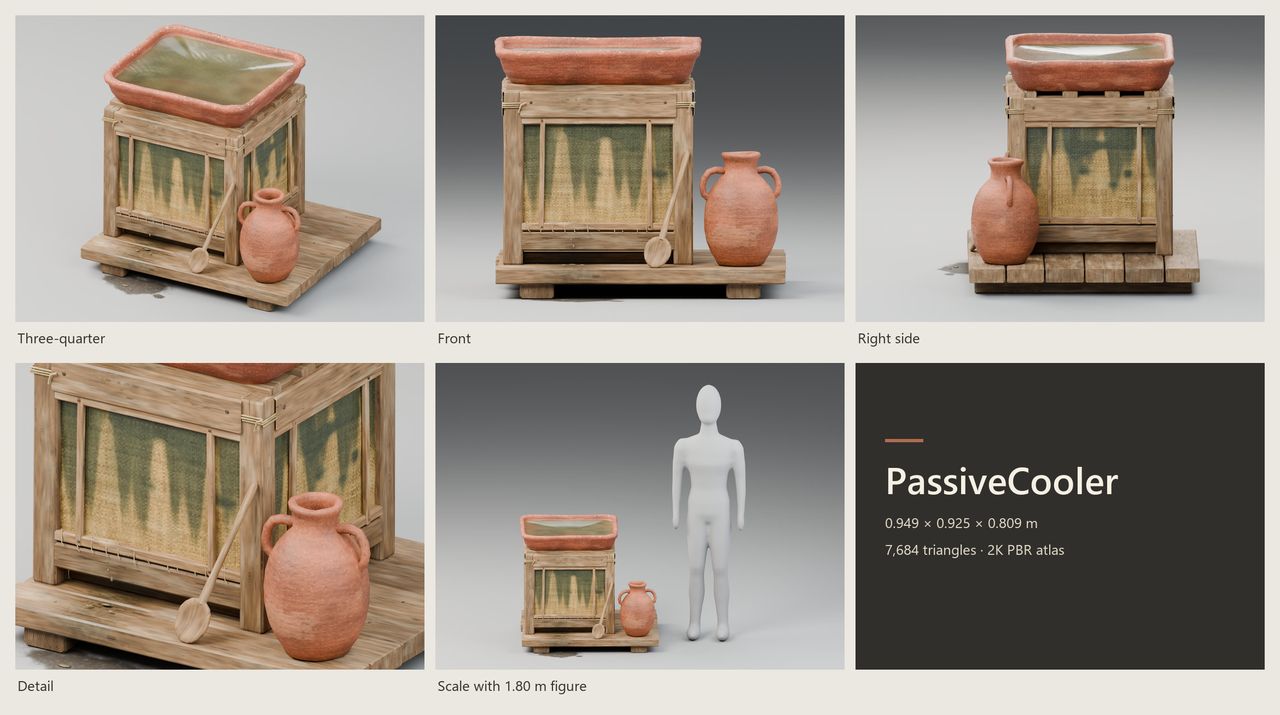 Three-quarter
Front
Right side
Detail
Scale with 1.80 m figure
PassiveCooler
0.949 × 0.925 × 0.809 m
7,684 triangles · 2K PBR atlas